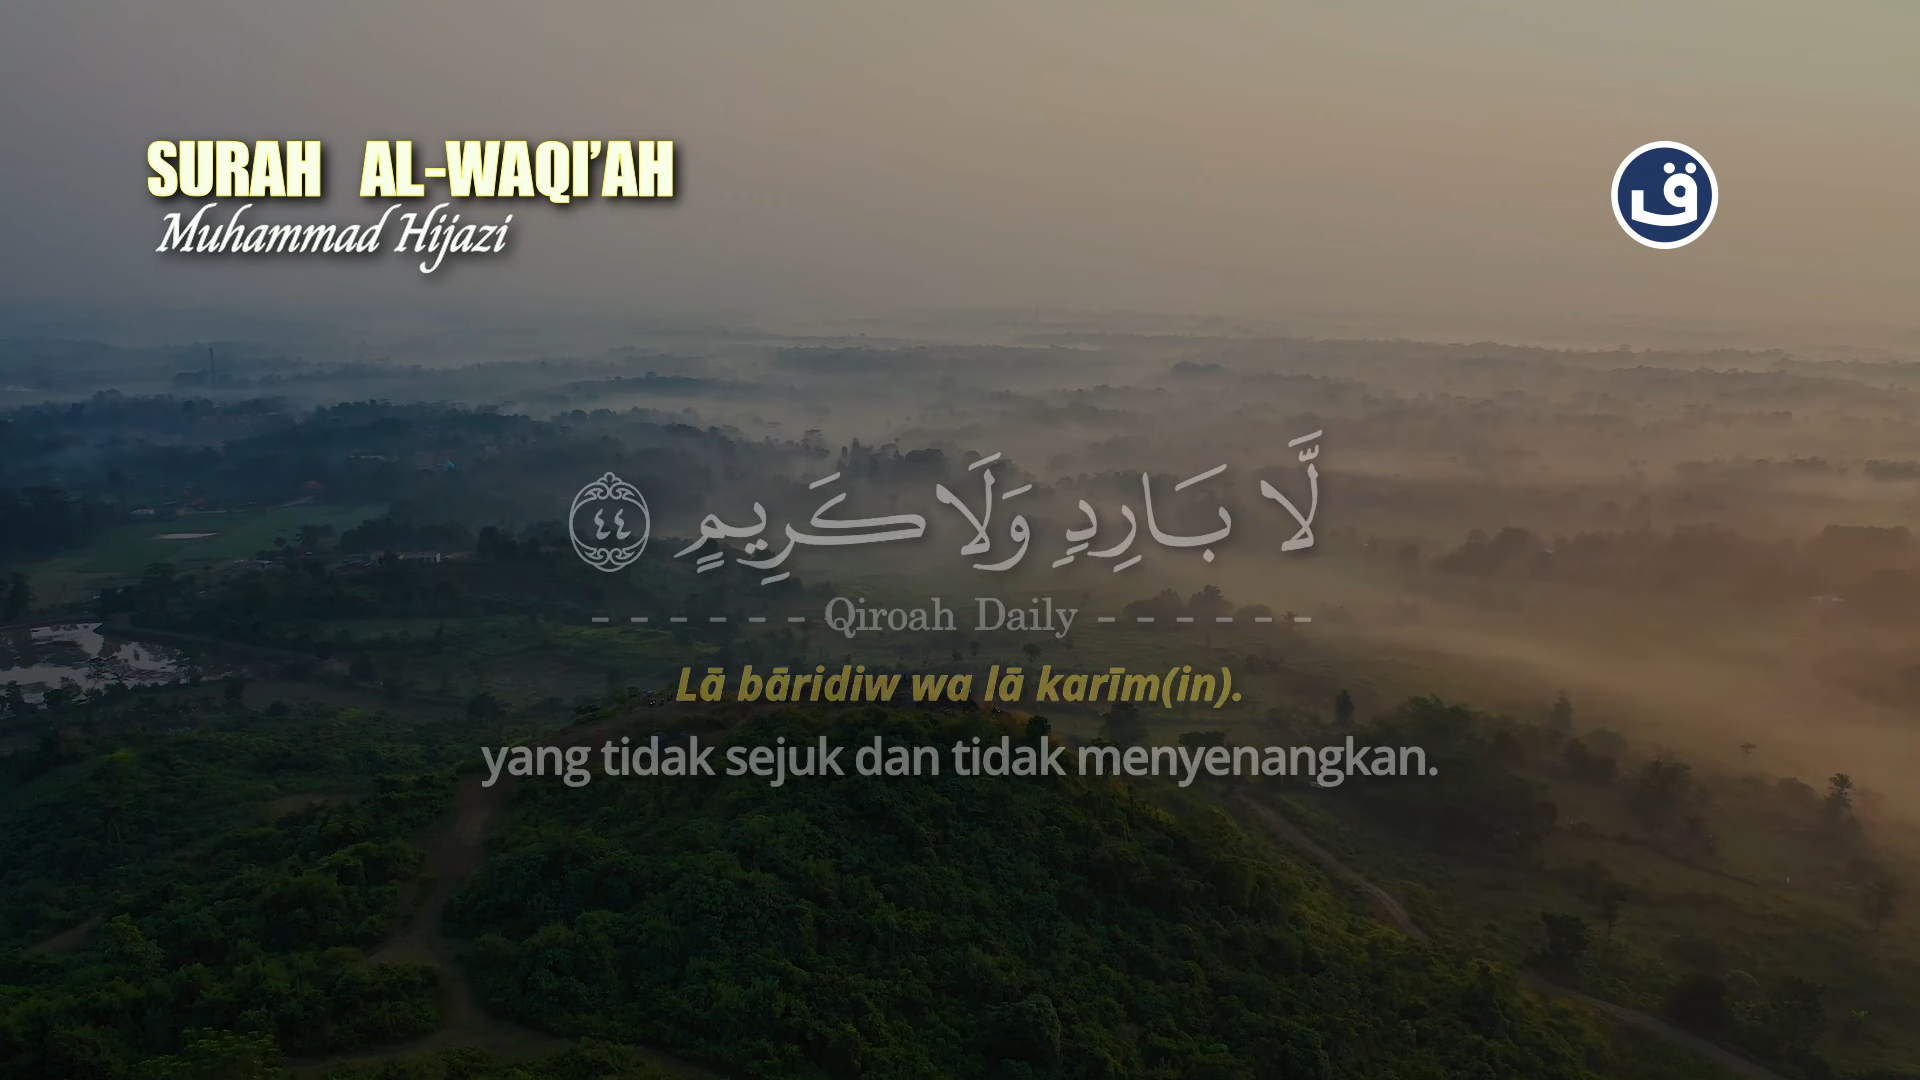 SURAH AL-WAQI’AH
Muhammad Hijazi
ق
لَّا بَارِدٍ وَلَا كَرِيمٍ ٤٤
------ Qiroah Daily ------
Lā bāridiw wa lā karīm(in).
yang tidak sejuk dan tidak menyenangkan.